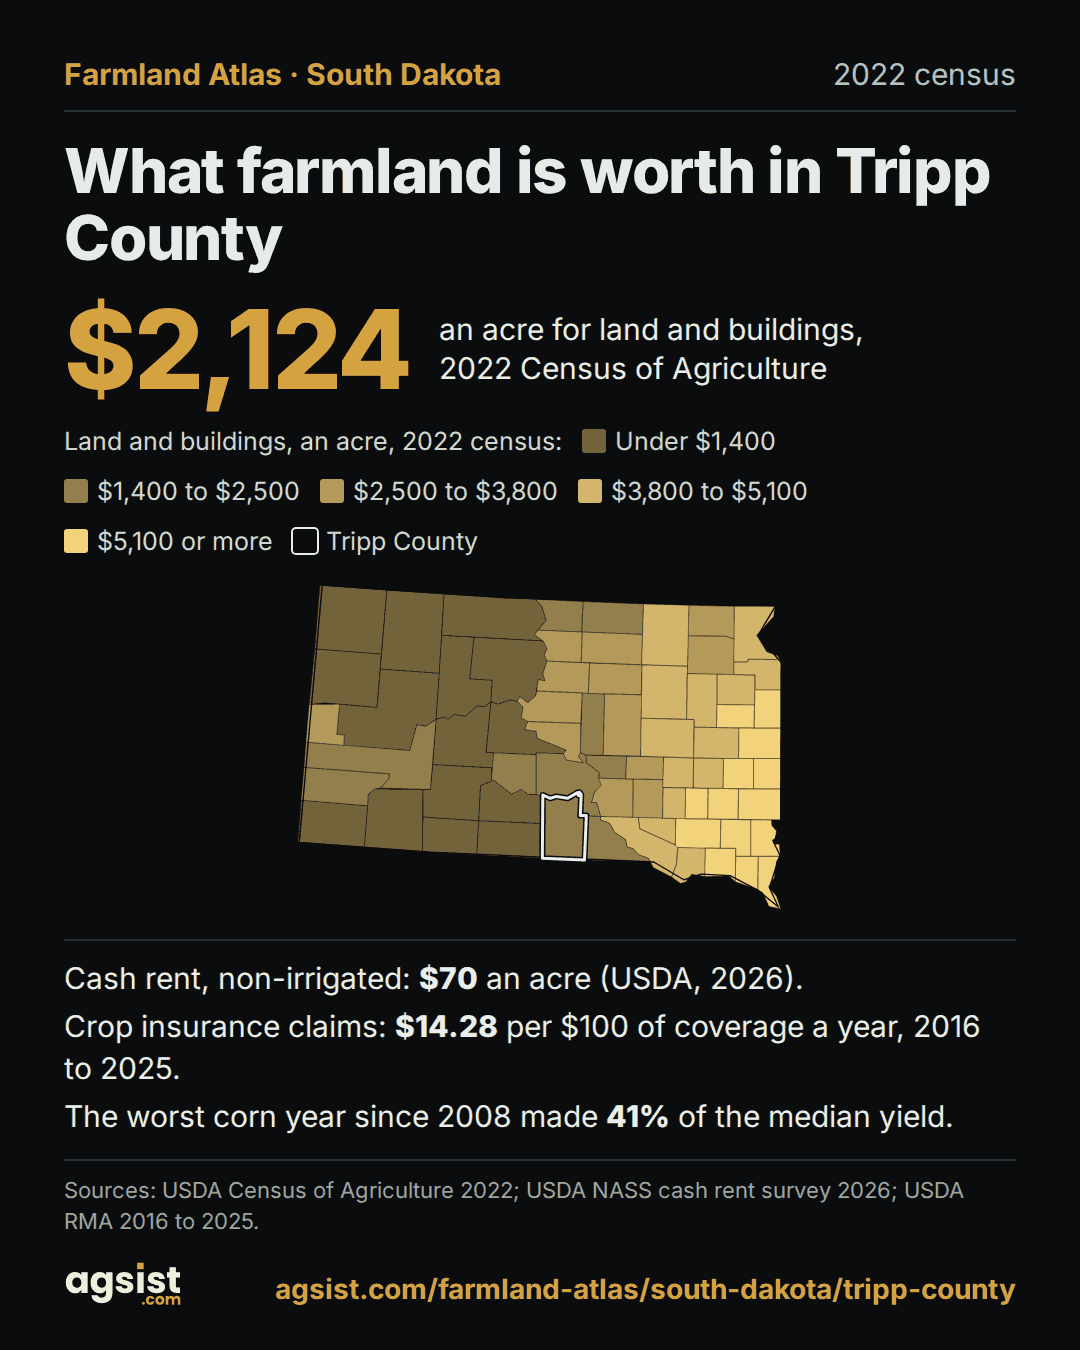 Farmland Atlas · South Dakota
2022 census
What farmland is worth in Tripp
County
$2,124
an acre for land and buildings,
2022 Census of Agriculture
Land and buildings, an acre, 2022 census: Under $1,400
$1,400 to $2,500 $2,500 to $3,800 $3,800 to $5,100
$5,100 or more Tripp County
Cash rent, non-irrigated: $70 an acre (USDA, 2026).
Crop insurance claims: $14.28 per $100 of coverage a year, 2016
to 2025.
The worst corn year since 2008 made 41% of the median yield.
Sources: USDA Census of Agriculture 2022; USDA NASS cash rent survey 2026; USDA
RMA 2016 to 2025.
agsist
.com
agsist.com/farmland-atlas/south-dakota/tripp-county